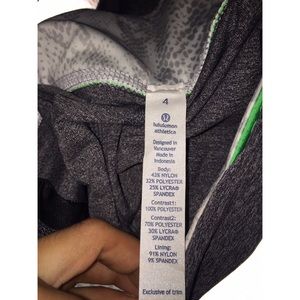 4
lululemon
athletica
Designed in
Vancouver
Made in
Indonesia
Body:
43% NYLON
32% POLYESTER
25% LYCRA®
SPANDEX
Contrast1:
100% POLYESTER
Contrast2:
70% POLYESTER
30% LYCRA®
SPANDEX
Lining:
91% NYLON
9% SPANDEX
Exclusive of trim